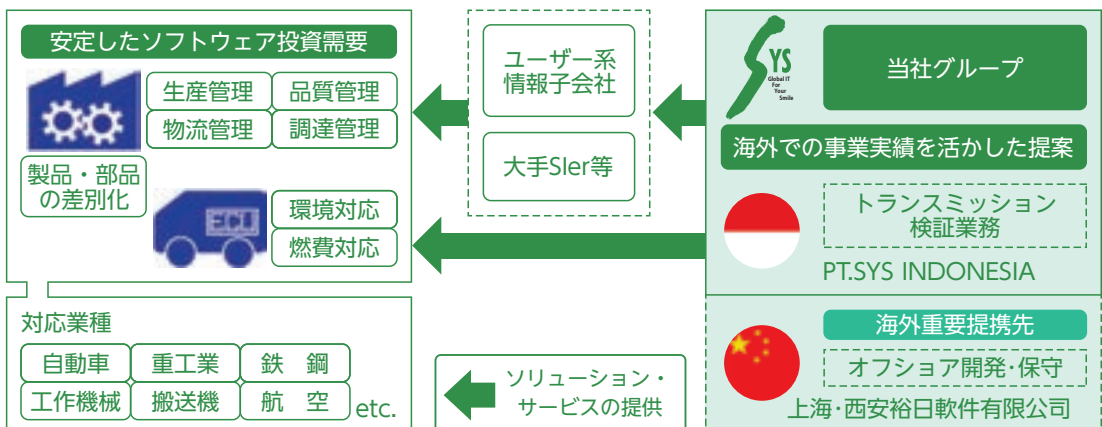 安定したソフトウェア投資需要
生産管理
品質管理
物流管理
調達管理
製品・部品
の差別化
ECO
環境対応
燃費対応
対応業種
自動車
重工業
鉄 鋼
工作機械
搬送機
航 空
etc.
ユーザー系
情報子会社
大手SIer等
ソリューション・
サービスの提供
SYS
Global IT
For
Your
Smile
当社グループ
海外での事業実績を活かした提案
トランスミッション
検証業務
PT.SYS INDONESIA
海外重要提携先
オフショア開発・保守
上海・西安裕日軟件有限公司